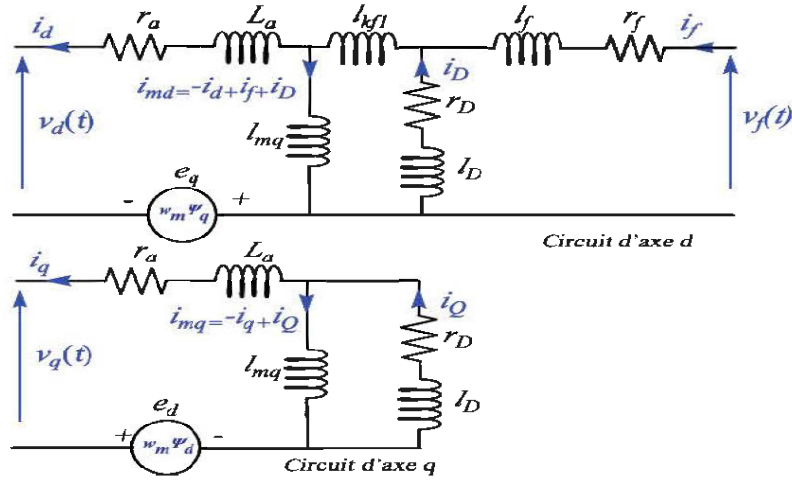 i_d r_a L_a l_kf1 l_f r_f i_f
i_md=-i_d+i_f+i_D i_D
r_D
v_d(t) l_mq v_f(t)
l_D
e_q
- w_m Ψ_q +
Circuit d'axe d
i_q r_a L_a
i_mq=-i_q+i_Q i_Q
r_D
v_q(t) l_mq
l_D
e_d
+ w_m Ψ_d -
Circuit d'axe q